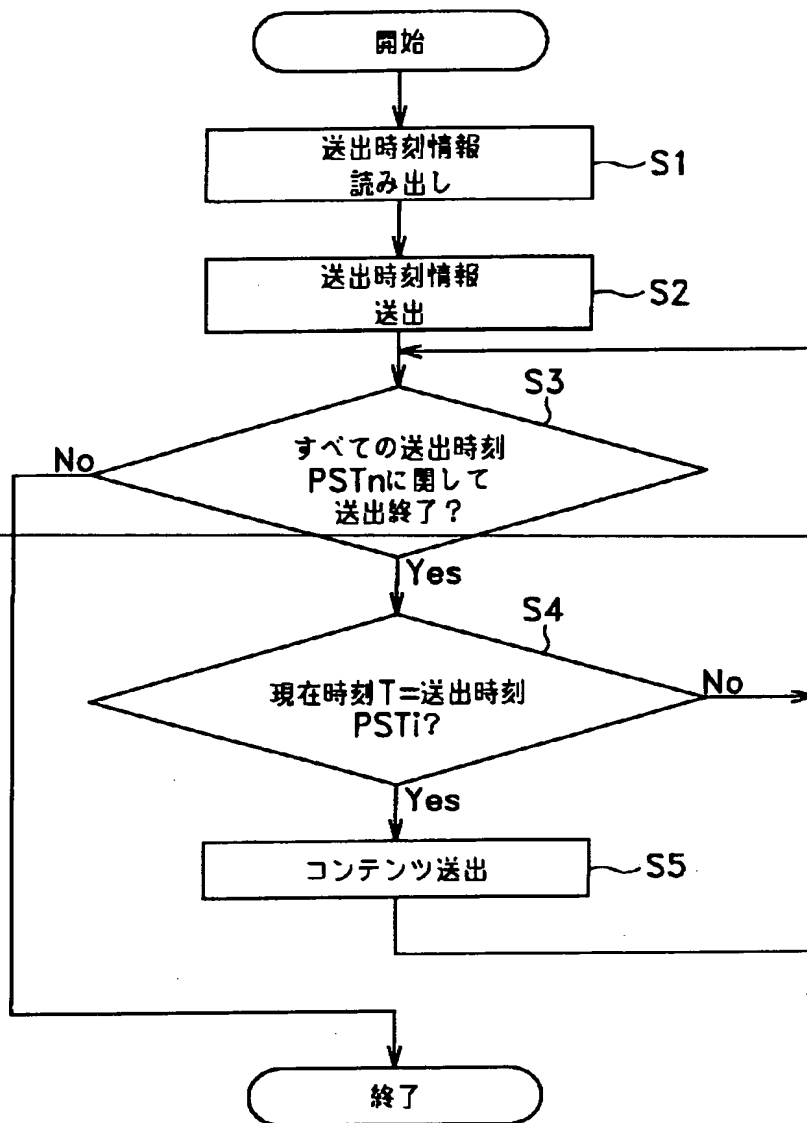 開始
送出時刻情報
読み出し
S1
送出時刻情報
送出
S2
S3
すべての送出時刻
PSTnに関して
送出終了?
No
Yes
S4
現在時刻T=送出時刻
PSTi?
No
Yes
コンテンツ送出
S5
終了